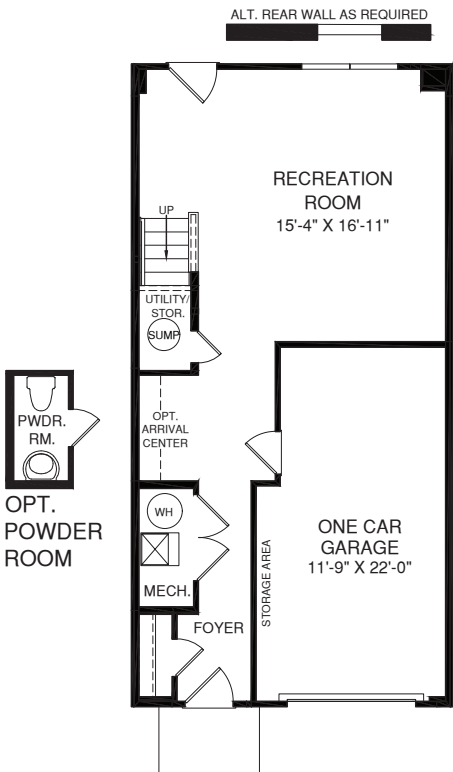 ALT. REAR WALL AS REQUIRED
RECREATION
ROOM
15'-4" X 16'-11"
UP
UTILITY/
STOR.
SUMP
PWDR.
RM.
OPT.
POWDER
ROOM
OPT.
ARRIVAL
CENTER
WH
MECH.
FOYER
STORAGE AREA
ONE CAR
GARAGE
11'-9" X 22'-0"